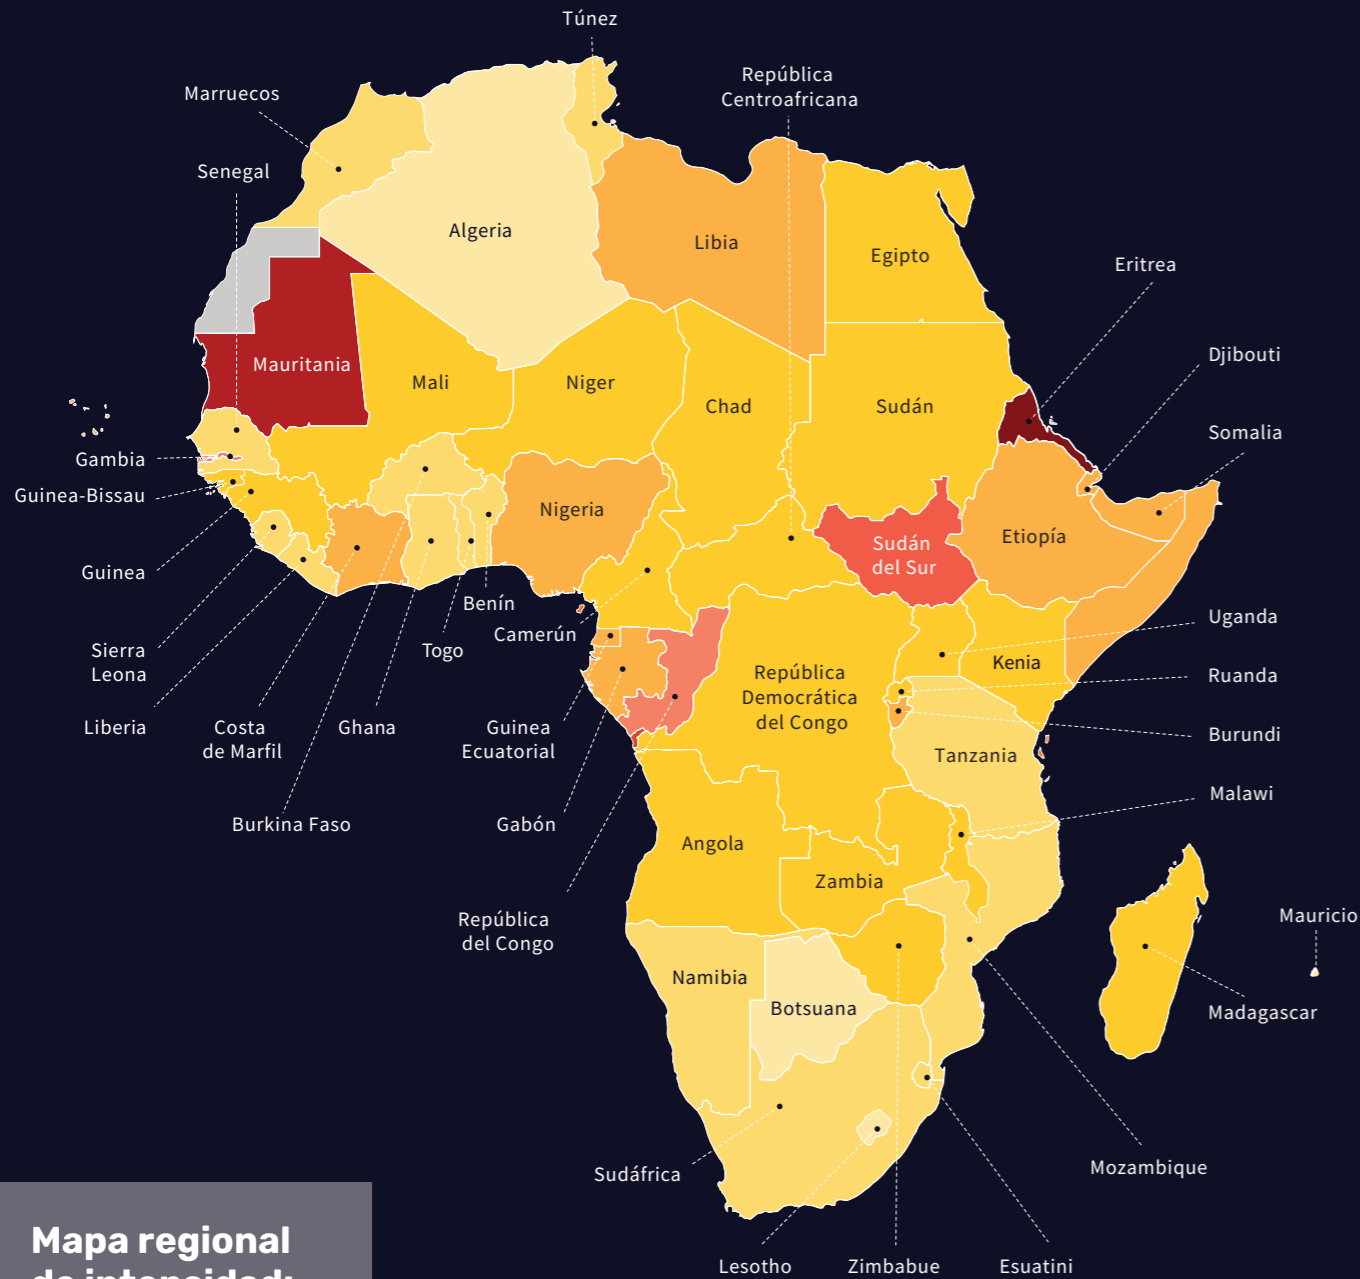 Túnez
República
Centroafricana
Marruecos
Senegal
Algeria
Libia
Egipto
Eritrea
Djibouti
Mauritania
Mali
Niger
Chad
Sudán
Somalia
Gambia
Guinea-Bissau
Nigeria
Etiopía
Sudán
del Sur
Guinea
Benín
Camerún
Togo
Uganda
Sierra
Leona
Kenia
Ruanda
República
Democrática
del Congo
Liberia
Costa
de Marfil
Ghana
Guinea
Ecuatorial
Burundi
Tanzania
Malawi
Burkina Faso
Gabón
Angola
Zambia
República
del Congo
Mauricio
Namibia
Botsuana
Madagascar
Sudáfrica
Mozambique
Mapa regional
de intensidad:
Lesotho
Zimbabue
Esuatini